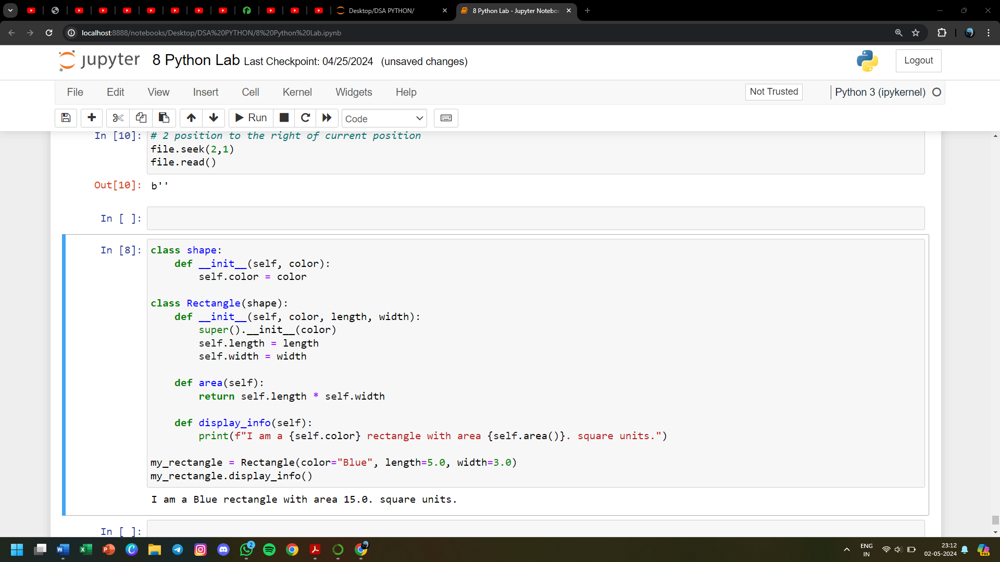 Desktop/DSA PYTHON/
8 Python Lab - Jupyter Notebo
localhost:8888/notebooks/Desktop/DSA%20PYTHON/8%20Python%20Lab.ipynb
jupyter 8 Python Lab Last Checkpoint: 04/25/2024 (unsaved changes)
Logout
File Edit View Insert Cell Kernel Widgets Help
Not Trusted
Python 3 (ipykernel)
Run
Code
In [10]: # 2 position to the right of current position
file.seek(2,1)
file.read()
Out[10]: b''
In [ ]:
In [8]: class shape:
    def __init__(self, color):
        self.color = color
class Rectangle(shape):
    def __init__(self, color, length, width):
        super().__init__(color)
        self.length = length
        self.width = width
    def area(self):
        return self.length * self.width
    def display_info(self):
        print(f"I am a {self.color} rectangle with area {self.area()}. square units.")
my_rectangle = Rectangle(color="Blue", length=5.0, width=3.0)
my_rectangle.display_info()
I am a Blue rectangle with area 15.0. square units.
In [ ]:
2
ENG
IN
23:12
02-05-2024
PRE